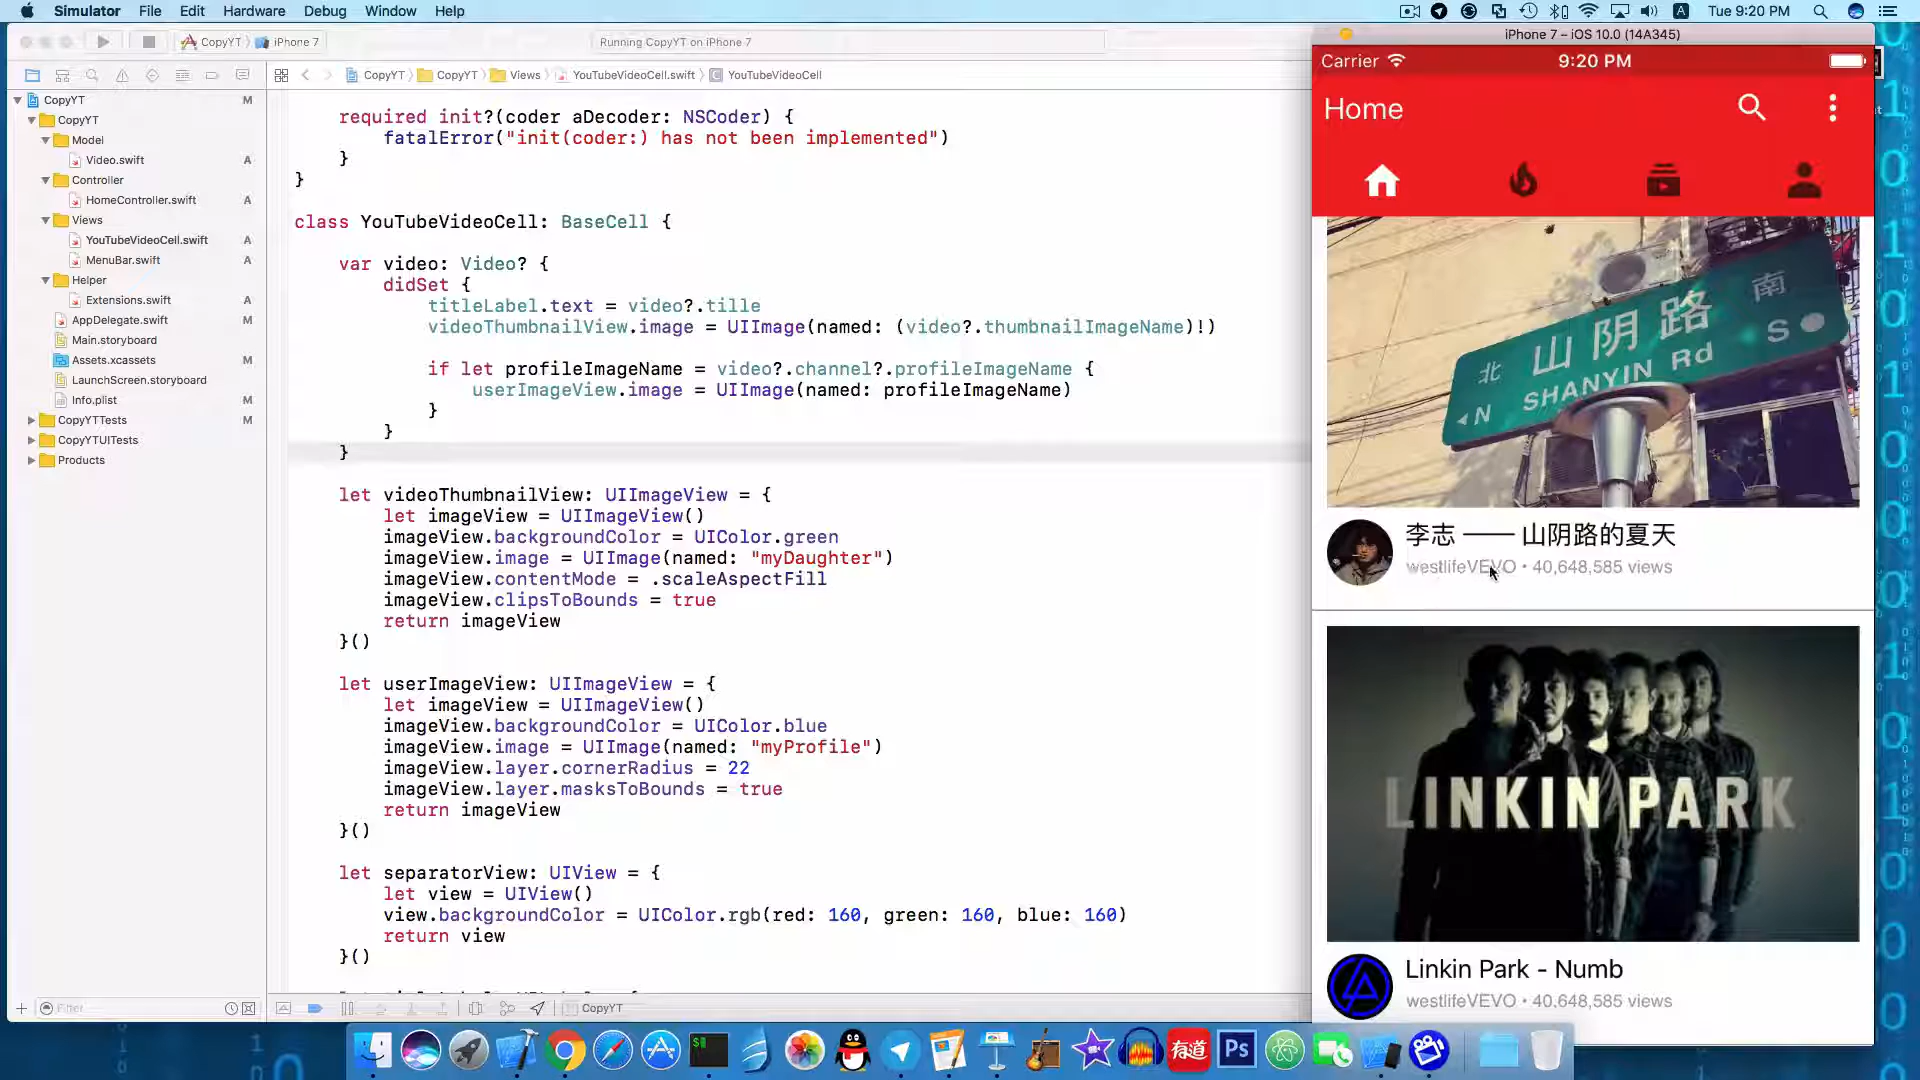 Simulator File Edit Hardware Debug Window Help
Tue 9:20 PM
CopyYT iPhone 7
Running CopyYT on iPhone 7
CopyYT CopyYT Views YouTubeVideoCell.swift YouTubeVideoCell
CopyYT M
CopyYT
Model
Video.swift A
Controller
HomeController.swift A
Views
YouTubeVideoCell.swift A
MenuBar.swift A
Helper
Extensions.swift A
AppDelegate.swift M
Main.storyboard
Assets.xcassets M
LaunchScreen.storyboard
Info.plist M
CopyYTTests M
CopyYTUITests
Products
Filter
required init?(coder aDecoder: NSCoder) {
fatalError("init(coder:) has not been implemented")
}
}
class YouTubeVideoCell: BaseCell {
var video: Video? {
didSet {
titleLabel.text = video?.tille
videoThumbnailView.image = UIImage(named: (video?.thumbnailImageName)!)
if let profileImageName = video?.channel?.profileImageName {
userImageView.image = UIImage(named: profileImageName)
}
}
}
let videoThumbnailView: UIImageView = {
let imageView = UIImageView()
imageView.backgroundColor = UIColor.green
imageView.image = UIImage(named: "myDaughter")
imageView.contentMode = .scaleAspectFill
imageView.clipsToBounds = true
return imageView
}()
let userImageView: UIImageView = {
let imageView = UIImageView()
imageView.backgroundColor = UIColor.blue
imageView.image = UIImage(named: "myProfile")
imageView.layer.cornerRadius = 22
imageView.layer.masksToBounds = true
return imageView
}()
let separatorView: UIView = {
let view = UIView()
view.backgroundColor = UIColor.rgb(red: 160, green: 160, blue: 160)
return view
}()
CopyYT
iPhone 7 – iOS 10.0 (14A345)
Carrier 9:20 PM
Home
北 山阴路 南
N SHANYIN Rd S
李志 —— 山阴路的夏天
westlifeVEVO • 40,648,585 views
LINKIN PARK
Linkin Park - Numb
westlifeVEVO • 40,648,585 views
有道
Ps